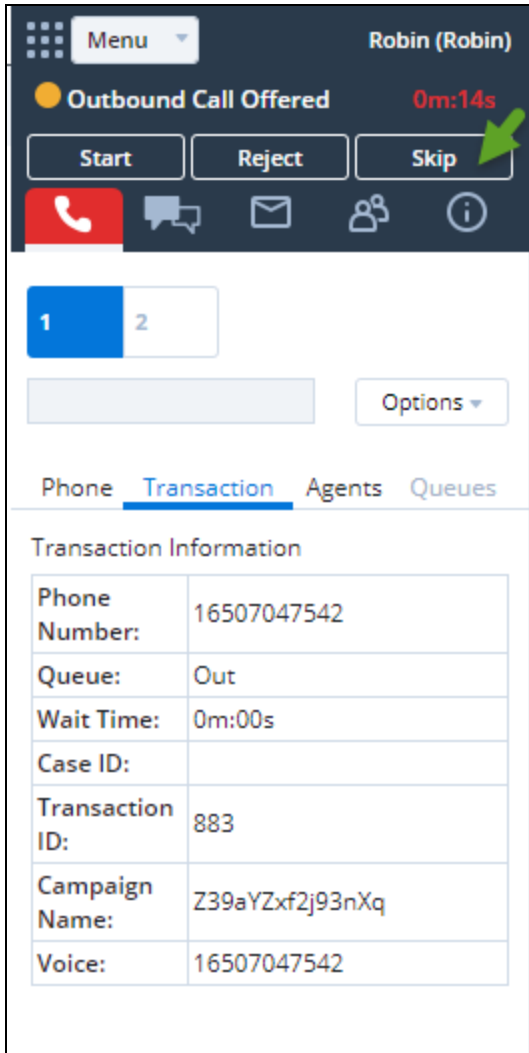 Menu Robin (Robin)
Outbound Call Offered 0m:14s
Start Reject Skip
1 2
Options
Phone Transaction Agents Queues
Transaction Information
Phone
Number: 16507047542
Queue: Out
Wait Time: 0m:00s
Case ID:
Transaction
ID: 883
Campaign
Name: Z39aYZxf2j93nXq
Voice: 16507047542